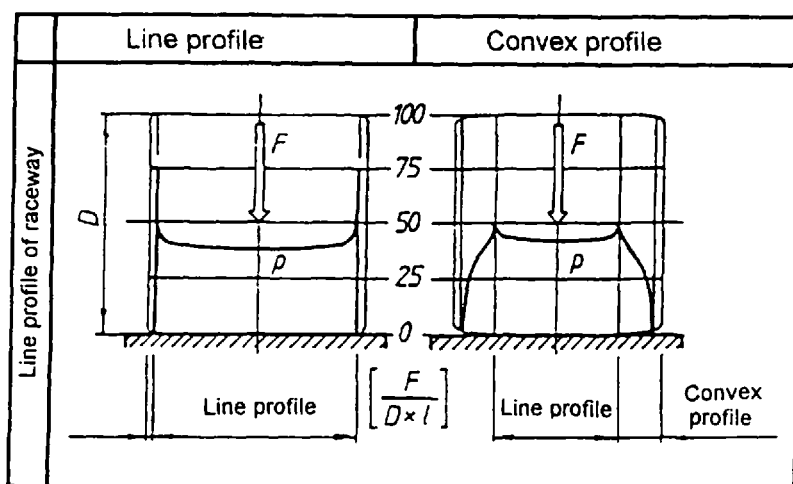 Line profile
Convex profile
Line profile of raceway
D
F
p
100
75
50
25
0
F
p
[F / D × l]
Line profile
Line profile
Convex
profile